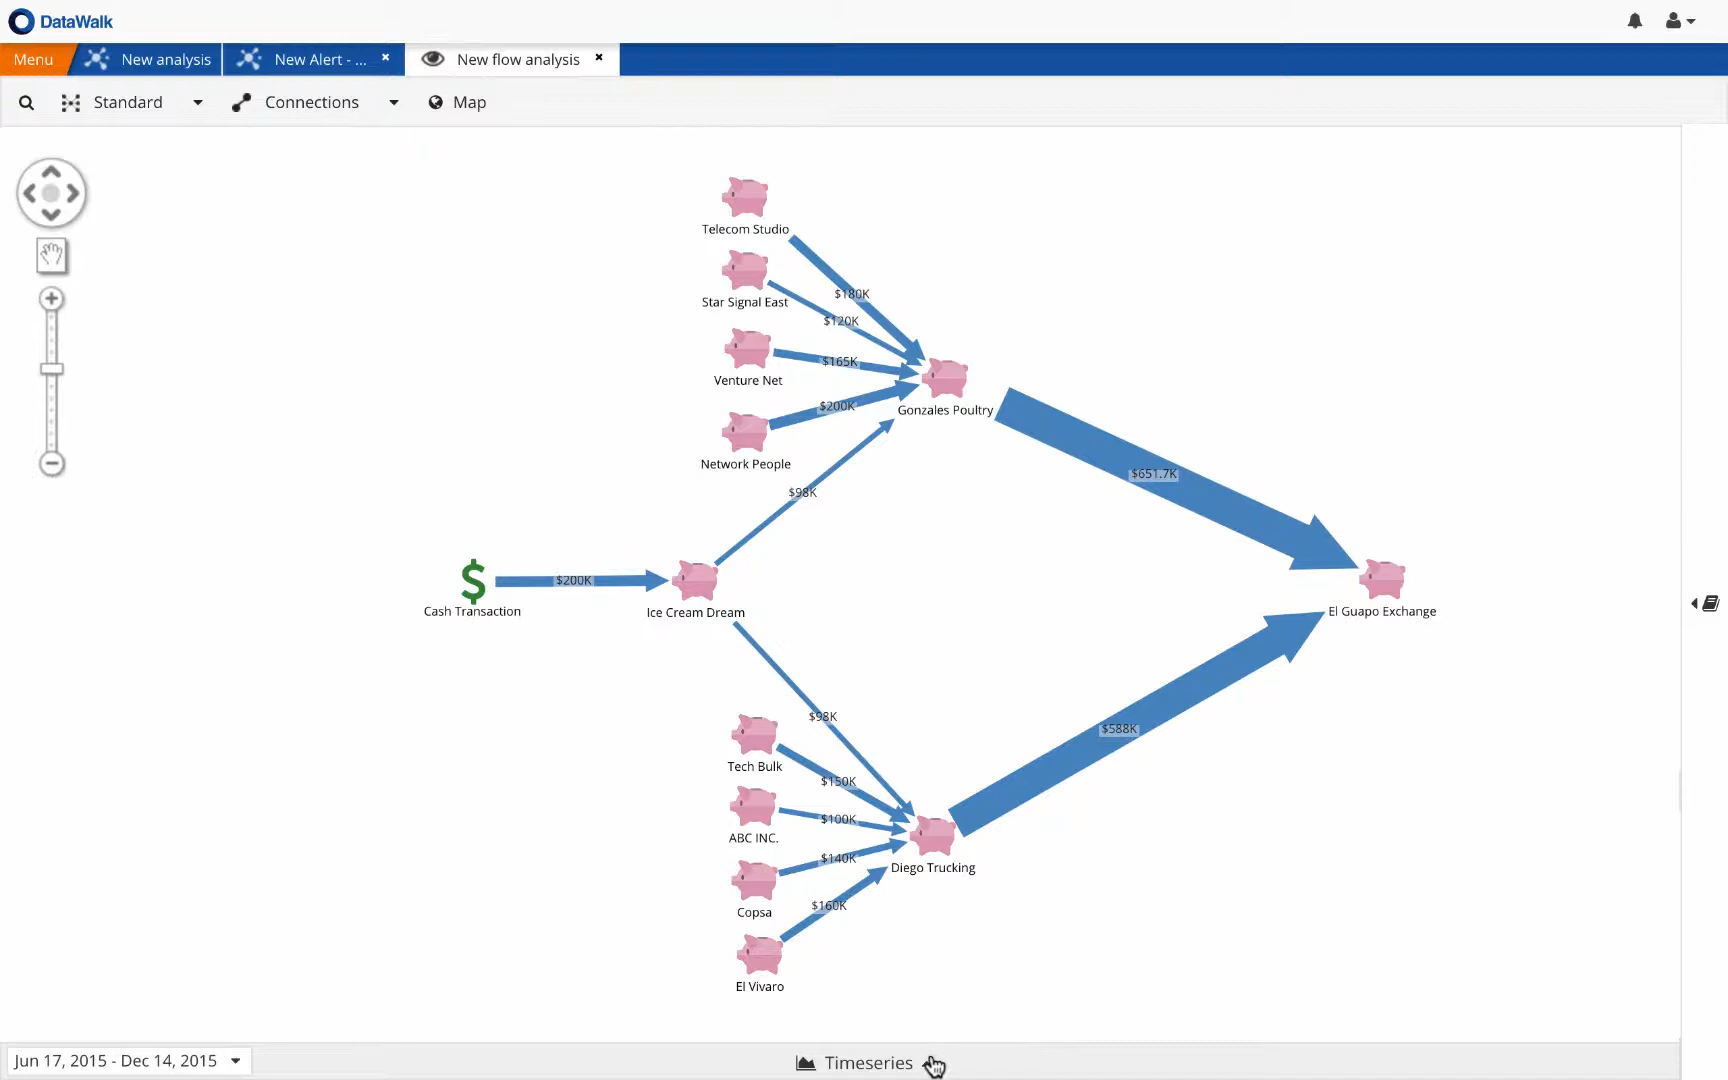 DataWalk
Menu
New analysis
New Alert - ...
New flow analysis
Standard
Connections
Map
Telecom Studio
$180K
Star Signal East
$120K
Venture Net
$165K
Network People
$200K
Gonzales Poultry
$98K
$651.7K
Cash Transaction
$200K
Ice Cream Dream
El Guapo Exchange
$98K
$588K
Tech Bulk
$150K
ABC INC.
$100K
Copsa
$140K
Diego Trucking
$160K
El Vivaro
Jun 17, 2015 - Dec 14, 2015
Timeseries